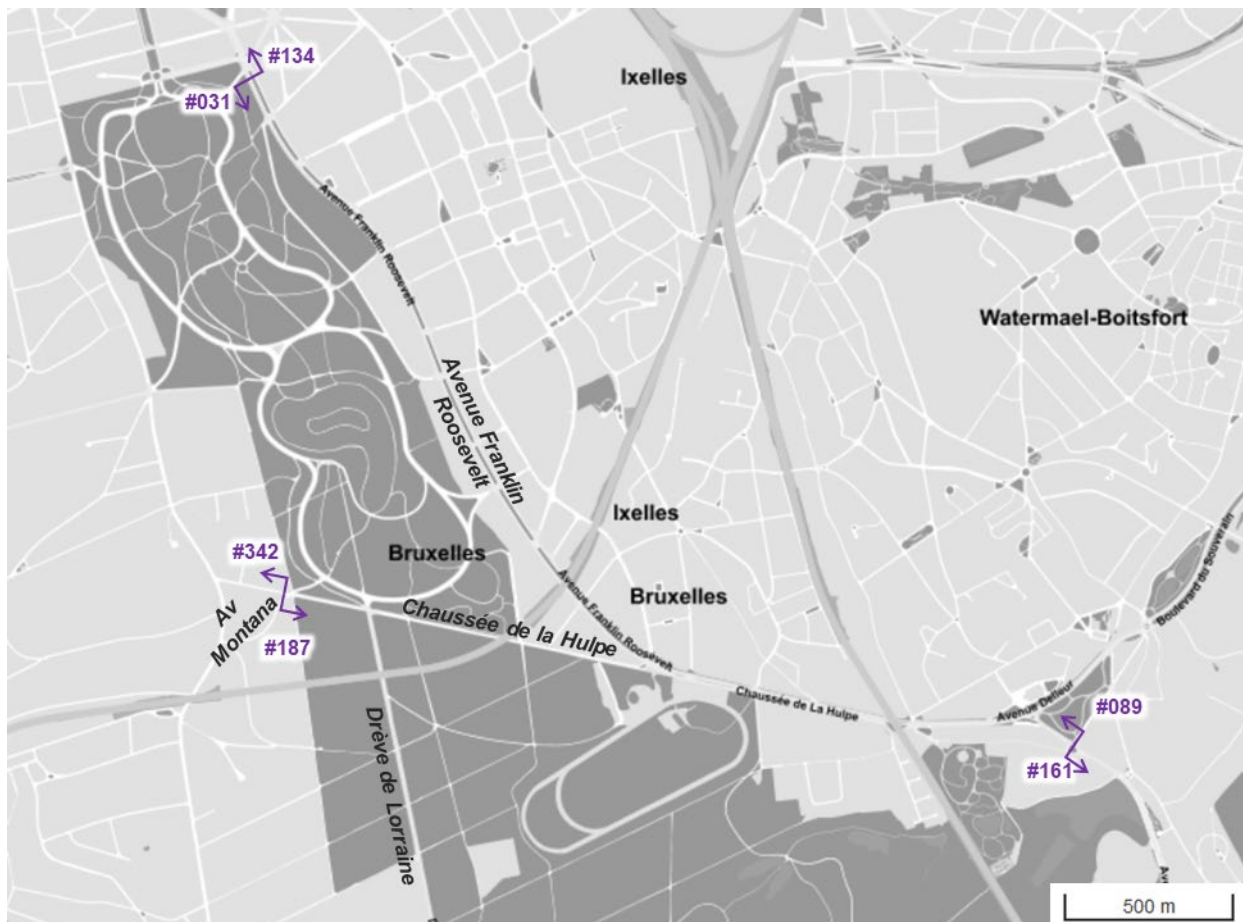 #134
#031
Ixelles
Avenue Franklin Roosevelt
Watermael-Boitsfort
Avenue Franklin
Roosevelt
Ixelles
#342
Bruxelles
Avenue Franklin Roosevelt
Bruxelles
Boulevard du Souverain
Av
Montana
Chaussée de la Hulpe
#187
Chaussée de La Hulpe
Avenue Delleur
#089
#161
Drève de Lorraine
500 m